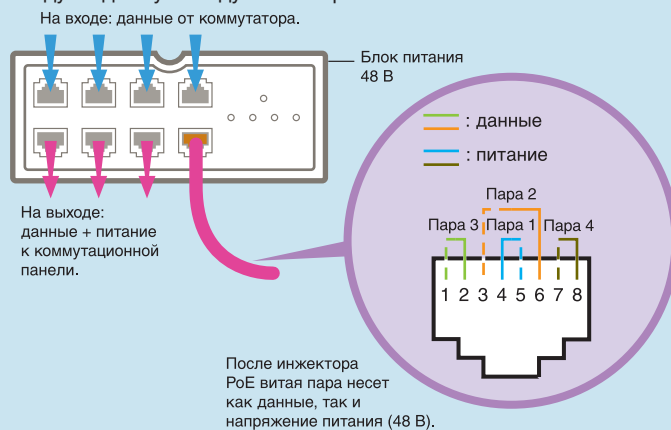 На входе: данные от коммутатора.
Блок питания
48 В
: данные
: питание
Пара 2
Пара 3 Пара 1 Пара 4
1 2 3 4 5 6 7 8
На выходе:
данные + питание
к коммутационной
панели.
После инжектора
PoE витая пара несет
как данные, так и
напряжение питания (48 В).